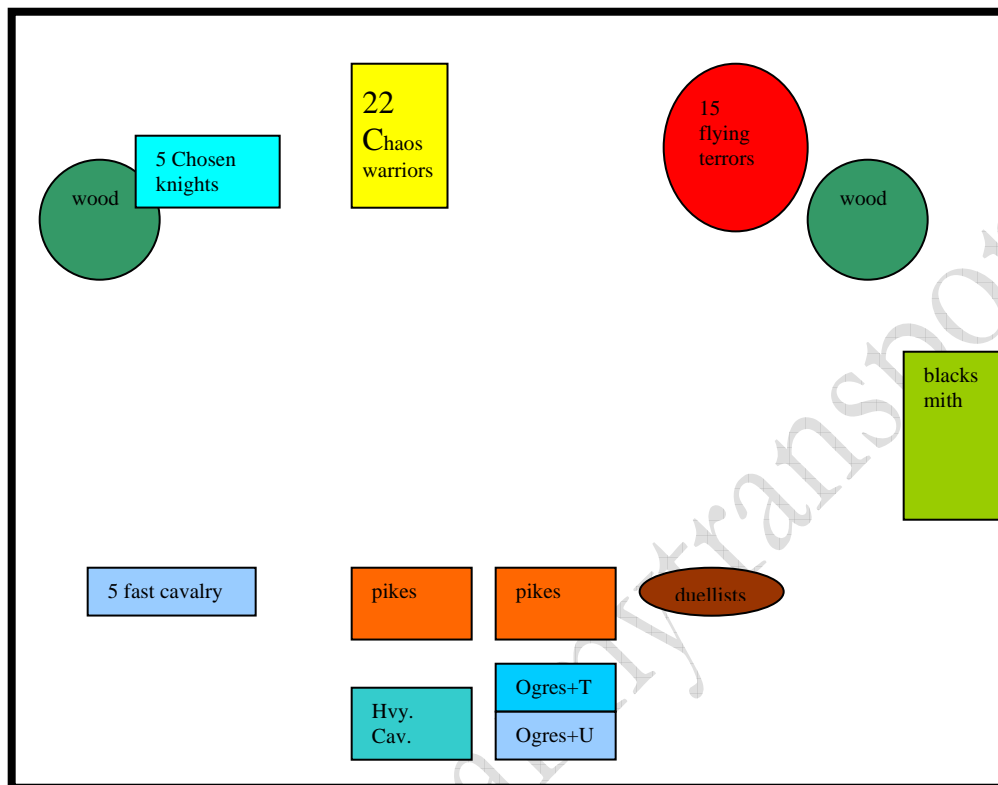 22
Chaos
warriors
15
flying
terrors
5 Chosen
knights
wood
wood
blacks
mith
5 fast cavalry
pikes
pikes
duellists
Hvy.
Cav.
Ogres+T
Ogres+U
mytranspor